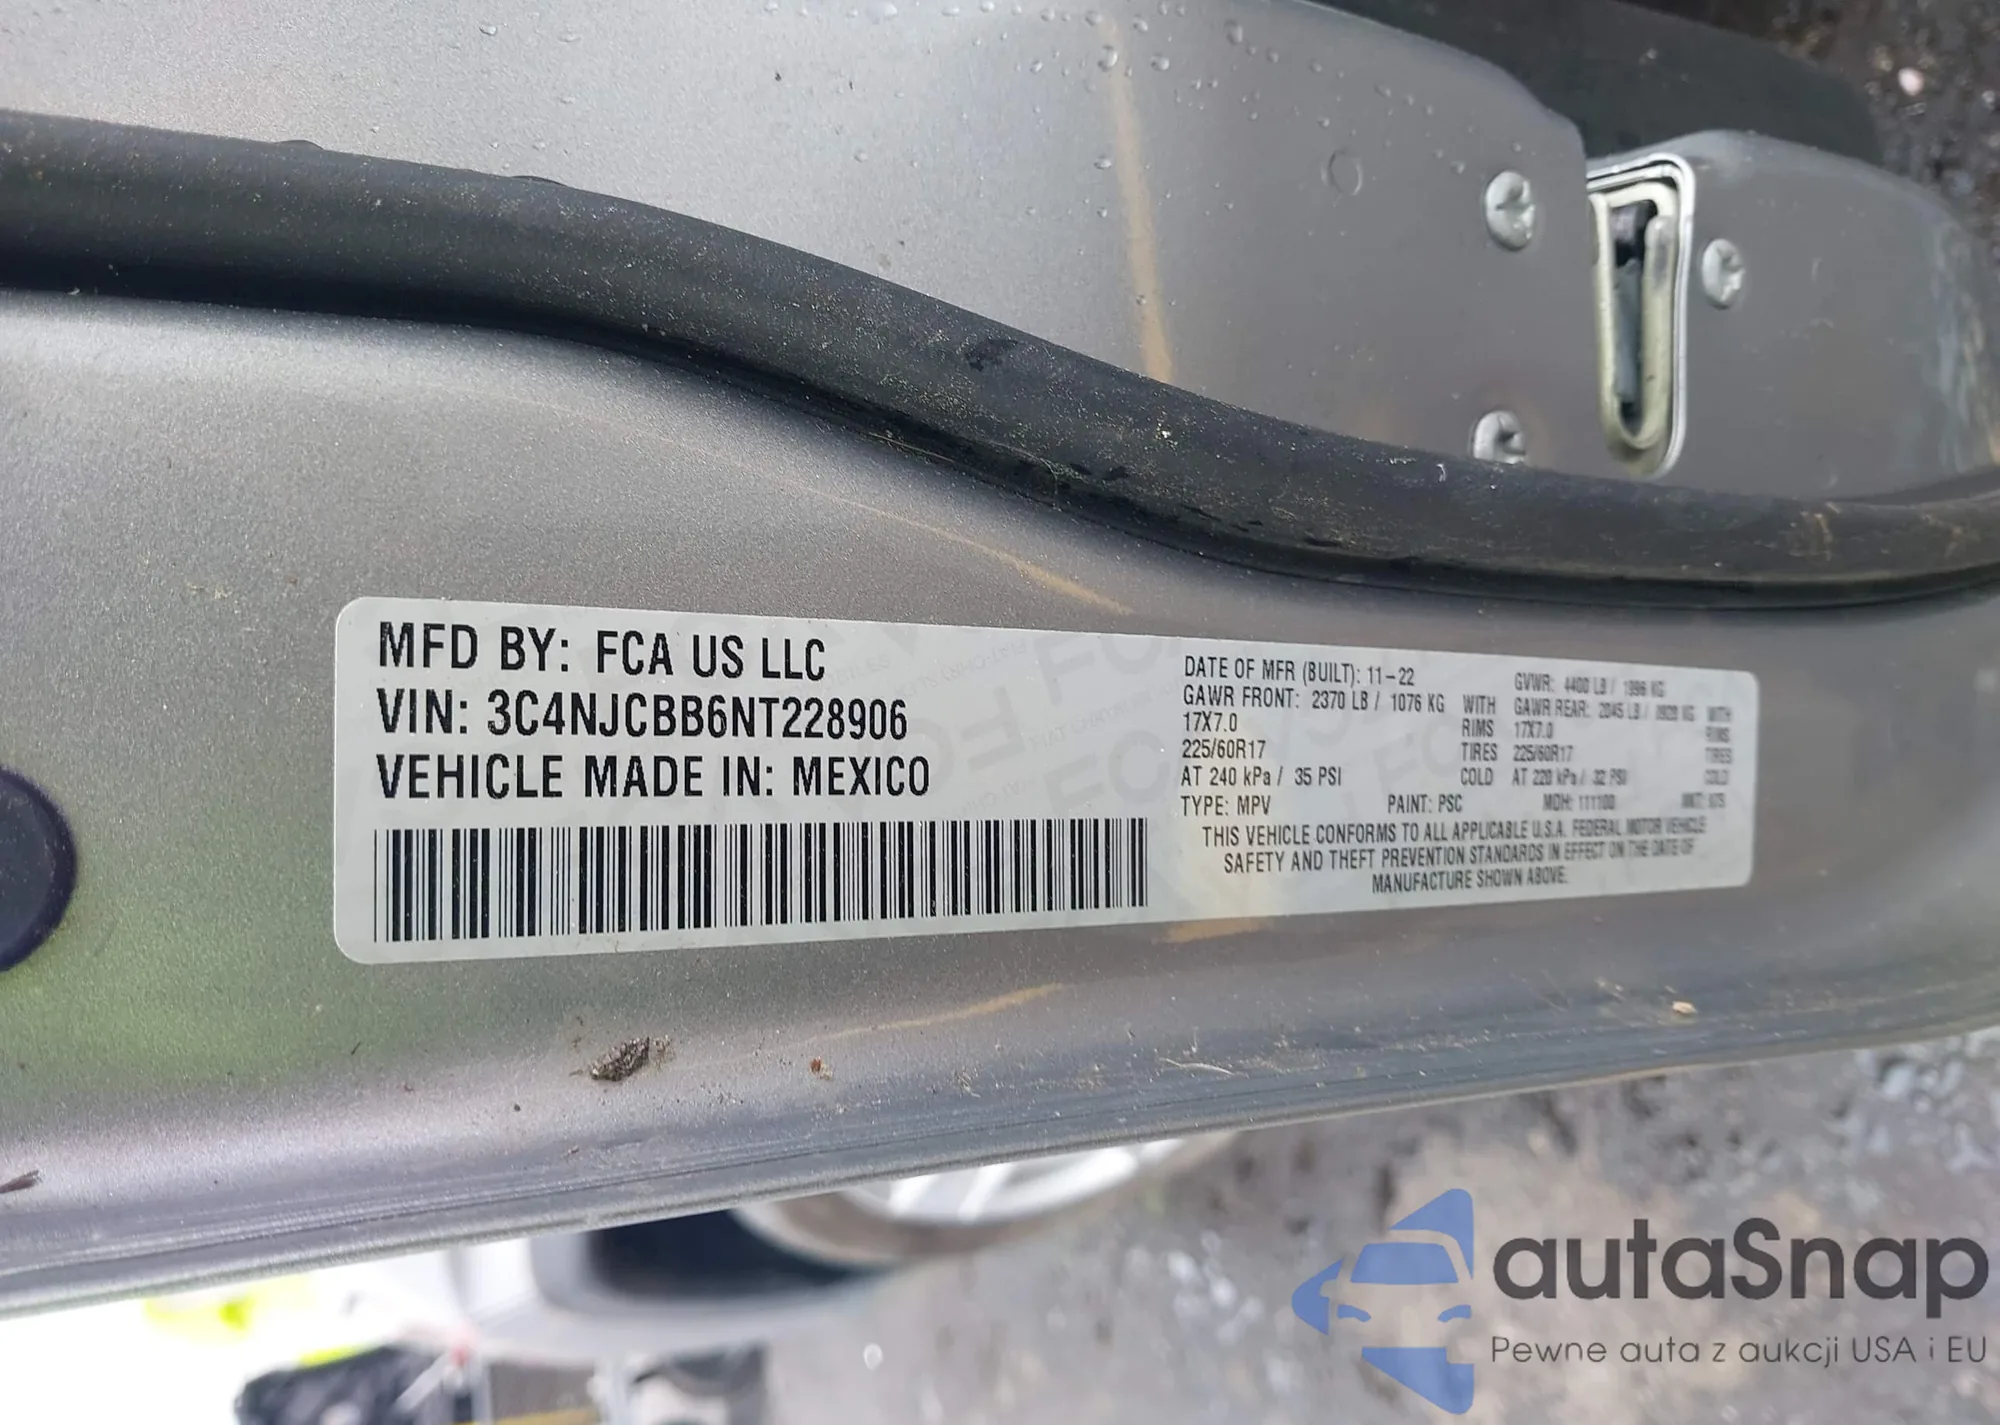 MFD BY: FCA US LLC
VIN: 3C4NJCBB6NT228906
VEHICLE MADE IN: MEXICO
DATE OF MFR (BUILT): 11-22 GVWR: 4400 LB / 1996 KG
GAWR FRONT: 2370 LB / 1076 KG WITH GAWR REAR: 2045 LB / 0928 KG WITH
17X7.0 RIMS 17X7.0 RIMS
225/60R17 TIRES 225/60R17 TIRES
AT 240 kPa / 35 PSI COLD AT 220 kPa / 32 PSI COLD
TYPE: MPV PAINT: PSC MDH: 111100
THIS VEHICLE CONFORMS TO ALL APPLICABLE U.S.A. FEDERAL MOTOR VEHICLE
SAFETY AND THEFT PREVENTION STANDARDS IN EFFECT ON THE DATE OF
MANUFACTURE SHOWN ABOVE.
autaSnap
Pewne auta z aukcji USA i EU